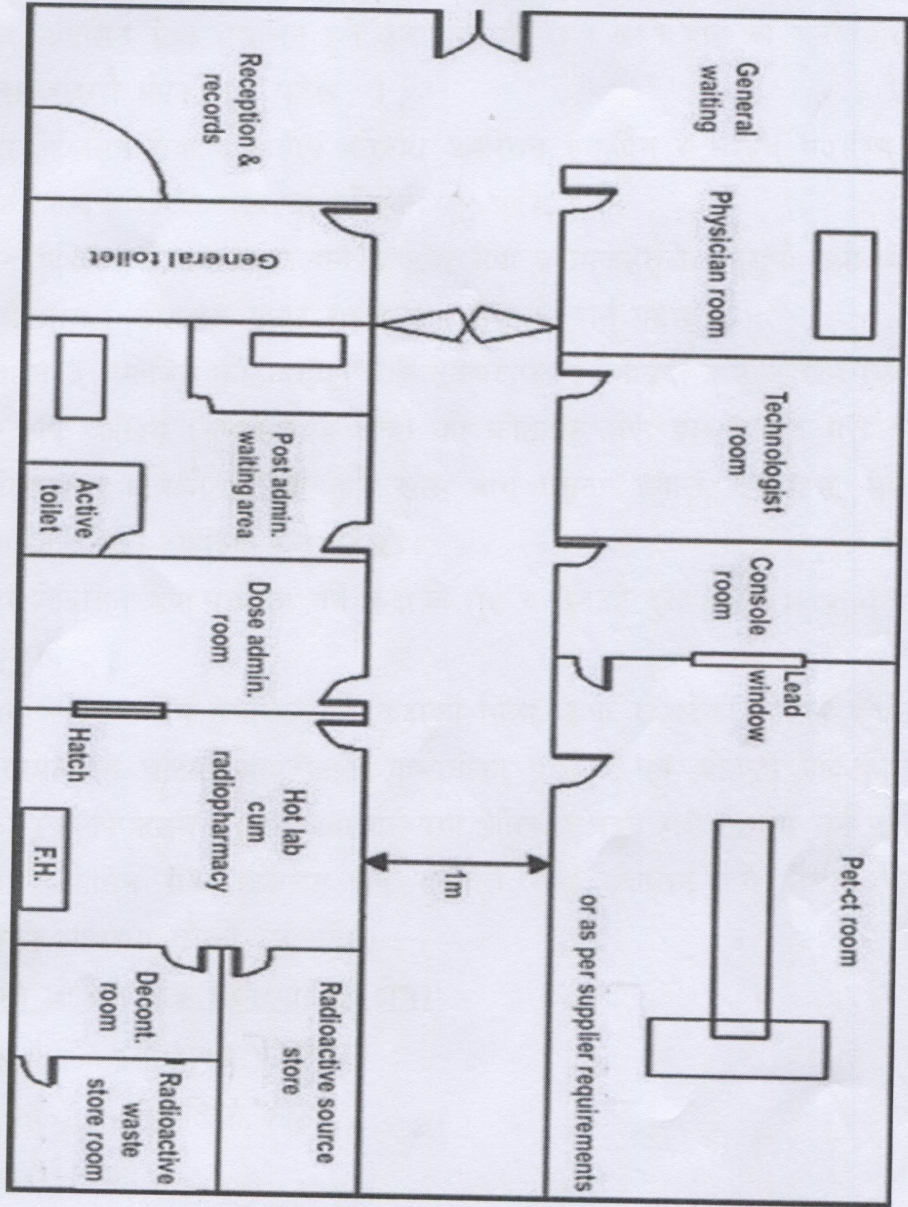 General
waiting
Physician room
Technologist
room
Console
room
Lead
window
Pet-ct room
or as per supplier requirements
1m
Reception &
records
General toilet
Post admin.
waiting area
Active
toilet
Dose admin.
room
Hatch
Hot lab
cum
radiopharmacy
F.H.
Radioactive source
store
Decont.
room
Radioactive
waste
store room